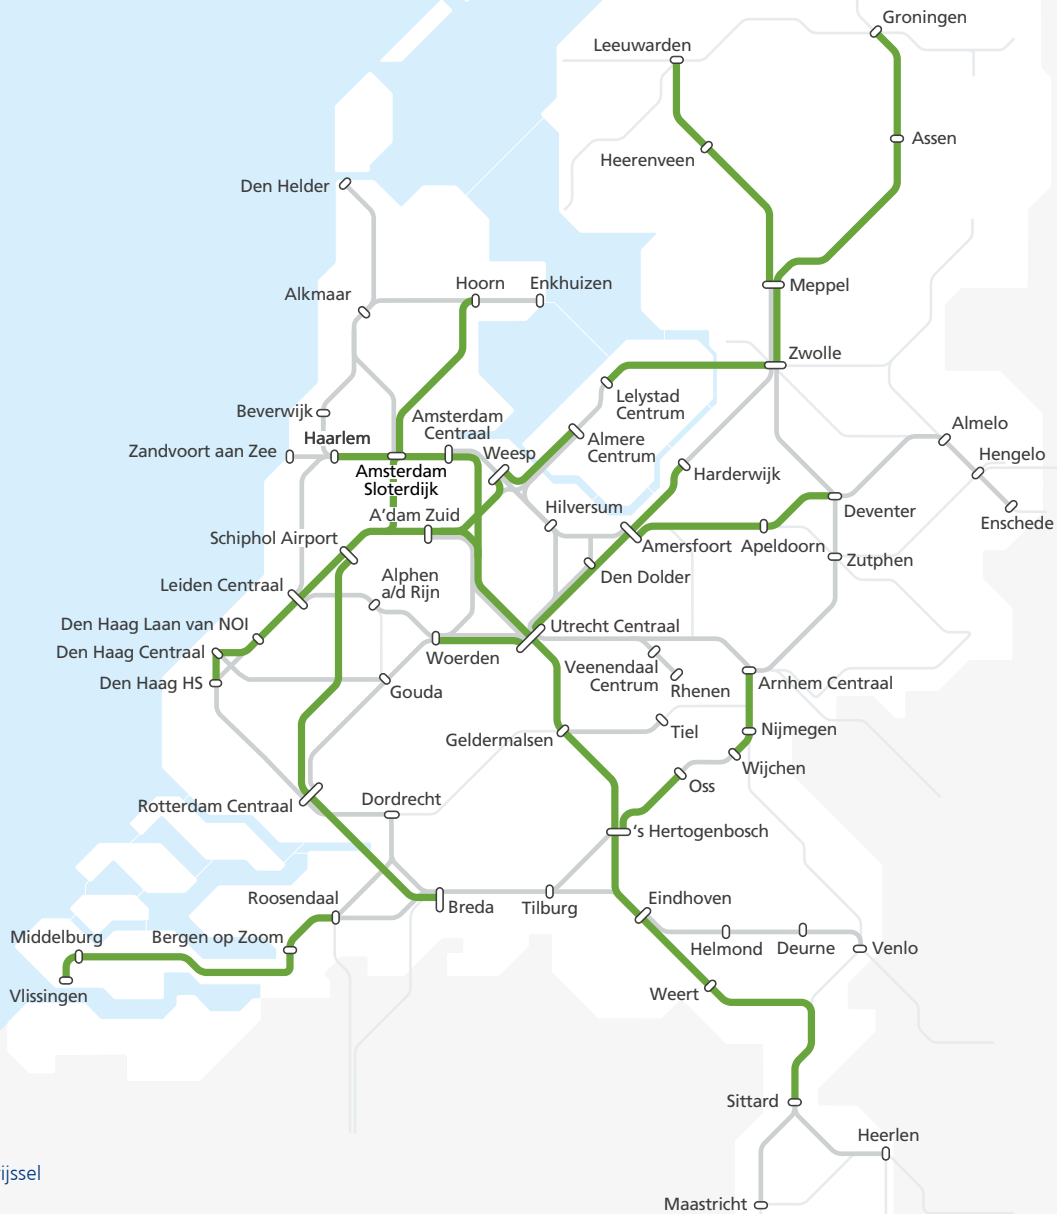 Groningen
Leeuwarden
Assen
Heerenveen
Den Helder
Meppel
Hoorn
Enkhuizen
Alkmaar
Zwolle
Lelystad
Centrum
Beverwijk
Amsterdam
Centraal
Almelo
Zandvoort aan Zee
Haarlem
Almere
Centrum
Weesp
Hengelo
Amsterdam
Sloterdijk
Harderwijk
Enschede
A'dam Zuid
Hilversum
Deventer
Schiphol Airport
Amersfoort
Apeldoorn
Zutphen
Leiden Centraal
Alphen
a/d Rijn
Den Dolder
Den Haag Laan van NOI
Utrecht Centraal
Den Haag Centraal
Woerden
Veenendaal
Centrum
Den Haag HS
Gouda
Rhenen
Arnhem Centraal
Geldermalsen
Tiel
Nijmegen
Wijchen
Oss
Rotterdam Centraal
Dordrecht
's Hertogenbosch
Roosendaal
Breda
Tilburg
Eindhoven
Middelburg
Bergen op Zoom
Helmond
Deurne
Venlo
Vlissingen
Weert
Sittard
Heerlen
ijssel
Maastricht